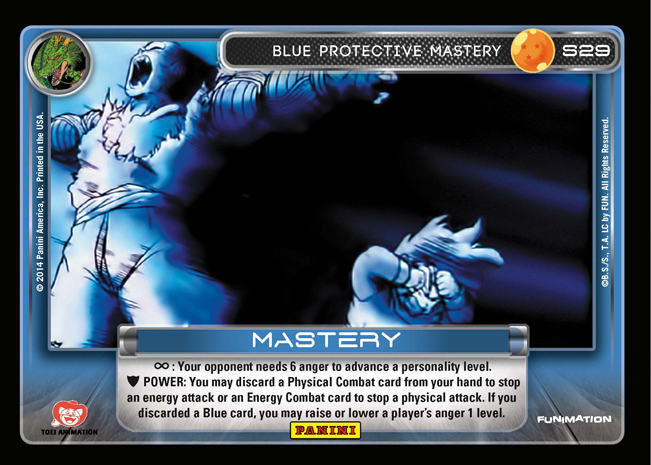 BLUE PROTECTIVE MASTERY S29
© 2014 Panini America, Inc. Printed in the USA.
©B.S./S., T.A. LC by FUN. All Rights Reserved.
MASTERY
∞ : Your opponent needs 6 anger to advance a personality level.
POWER: You may discard a Physical Combat card from your hand to stop
an energy attack or an Energy Combat card to stop a physical attack. If you
discarded a Blue card, you may raise or lower a player's anger 1 level.
TOEI ANIMATION
PANINI
FUNIMATION